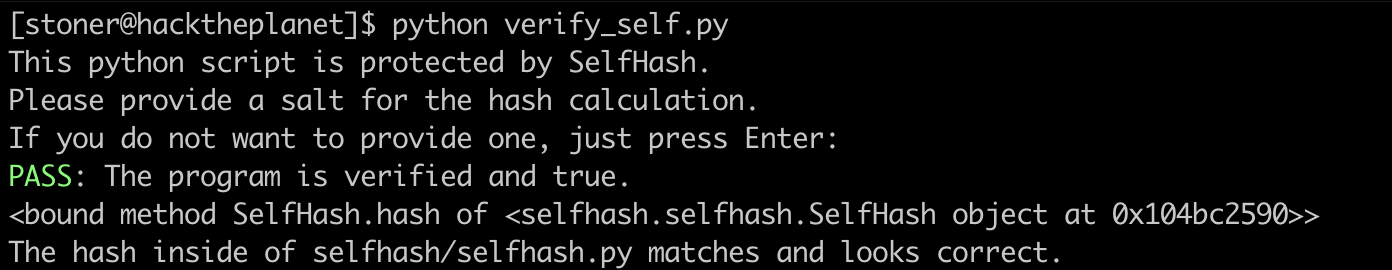 [stoner@hacktheplanet]$ python verify_self.py
This python script is protected by SelfHash.
Please provide a salt for the hash calculation.
If you do not want to provide one, just press Enter:
PASS: The program is verified and true.
<bound method SelfHash.hash of <selfhash.selfhash.SelfHash object at 0x104bc2590>>
The hash inside of selfhash/selfhash.py matches and looks correct.